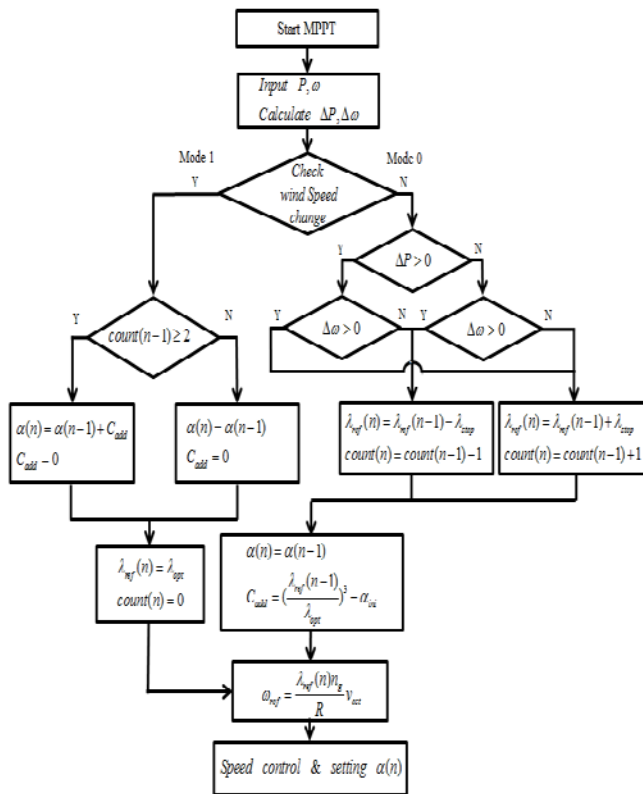 Start MPPT
Input P, ω
Calculate ΔP, Δω
Mode 1
Mode 0
Check
wind Speed
change
Y
N
ΔP > 0
Y
N
count(n−1) ≥ 2
Y
N
Δω > 0
Y
N
Δω > 0
Y
N
α(n) = α(n−1) + C_add
C_add − 0
α(n) − α(n−1)
C_add = 0
λ_ref(n) = λ_ref(n−1) − λ_step
count(n) = count(n−1) − 1
λ_ref(n) = λ_ref(n−1) + λ_step
count(n) = count(n−1) + 1
λ_ref(n) = λ_opt
count(n) = 0
α(n) = α(n−1)
C_add = (λ_ref(n−1) / λ_opt)³ − α_ini
ω_ref = λ_ref(n)n_g / R v_est
Speed control & setting α(n)